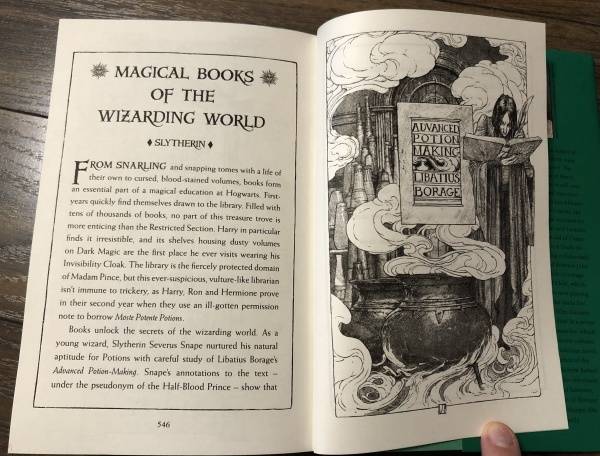 MAGICAL BOOKS
OF THE
WIZARDING WORLD
♦ SLYTHERIN ♦
FROM SNARLING and snapping tomes with a life of
their own to cursed, blood-stained volumes, books form
an essential part of a magical education at Hogwarts. First-
years quickly find themselves drawn to the library. Filled with
tens of thousands of books, no part of this treasure trove is
more enticing than the Restricted Section. Harry in particular
finds it irresistible, and its shelves housing dusty volumes
on Dark Magic are the first place he ever visits wearing his
Invisibility Cloak. The library is the fiercely protected domain
of Madam Pince, but this ever-suspicious, vulture-like librarian
isn't immune to trickery, as Harry, Ron and Hermione prove
in their second year when they use an ill-gotten permission
note to borrow Moste Potente Potions.
Books unlock the secrets of the wizarding world. As a
young wizard, Slytherin Severus Snape nurtured his natural
aptitude for Potions with careful study of Libatius Borage's
Advanced Potion-Making. Snape's annotations to the text –
under the pseudonym of the Half-Blood Prince – show that
546
ADVANCED
POTION
MAKING
LIBATIUS
BORAGE